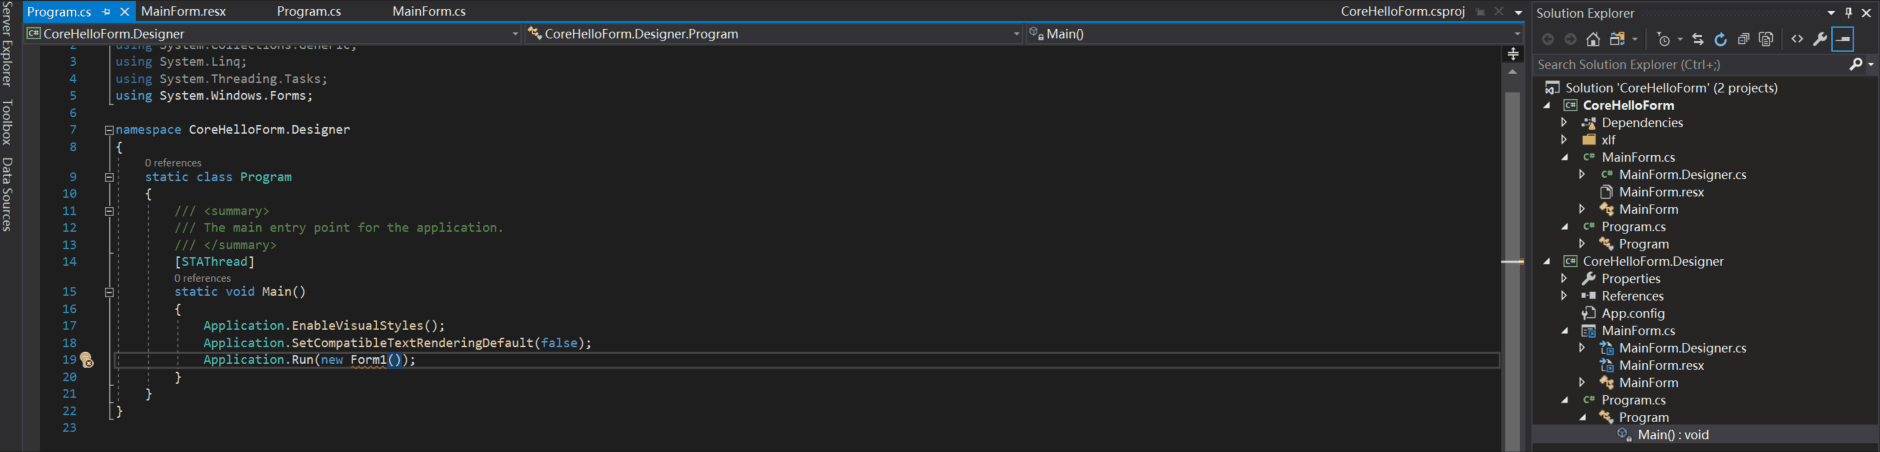 Server Explorer
Toolbox
Data Sources
Program.cs
MainForm.resx
Program.cs
MainForm.cs
CoreHelloForm.csproj
CoreHelloForm.Designer
CoreHelloForm.Designer.Program
Main()
2 using System.Collections.Generic;
3 using System.Linq;
4 using System.Threading.Tasks;
5 using System.Windows.Forms;
6
7 namespace CoreHelloForm.Designer
8 {
0 references
9 static class Program
10 {
11 /// <summary>
12 /// The main entry point for the application.
13 /// </summary>
14 [STAThread]
0 references
15 static void Main()
16 {
17 Application.EnableVisualStyles();
18 Application.SetCompatibleTextRenderingDefault(false);
19 Application.Run(new Form1());
20 }
21 }
22 }
23
Solution Explorer
Search Solution Explorer (Ctrl+;)
Solution 'CoreHelloForm' (2 projects)
C# CoreHelloForm
Dependencies
xlf
C# MainForm.cs
C# MainForm.Designer.cs
MainForm.resx
MainForm
C# Program.cs
Program
C# CoreHelloForm.Designer
Properties
References
App.config
MainForm.cs
MainForm.Designer.cs
MainForm.resx
MainForm
C# Program.cs
Program
Main() : void